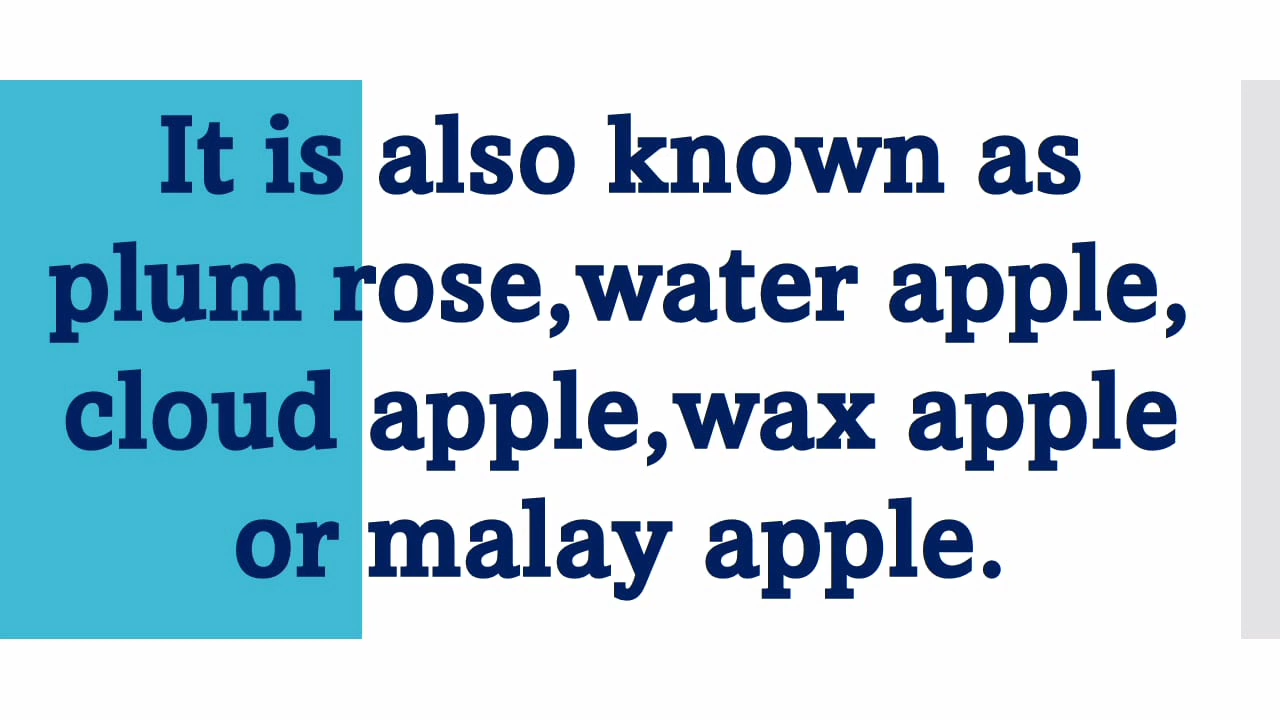 It is also known as
plum rose,water apple,
cloud apple,wax apple
or malay apple.